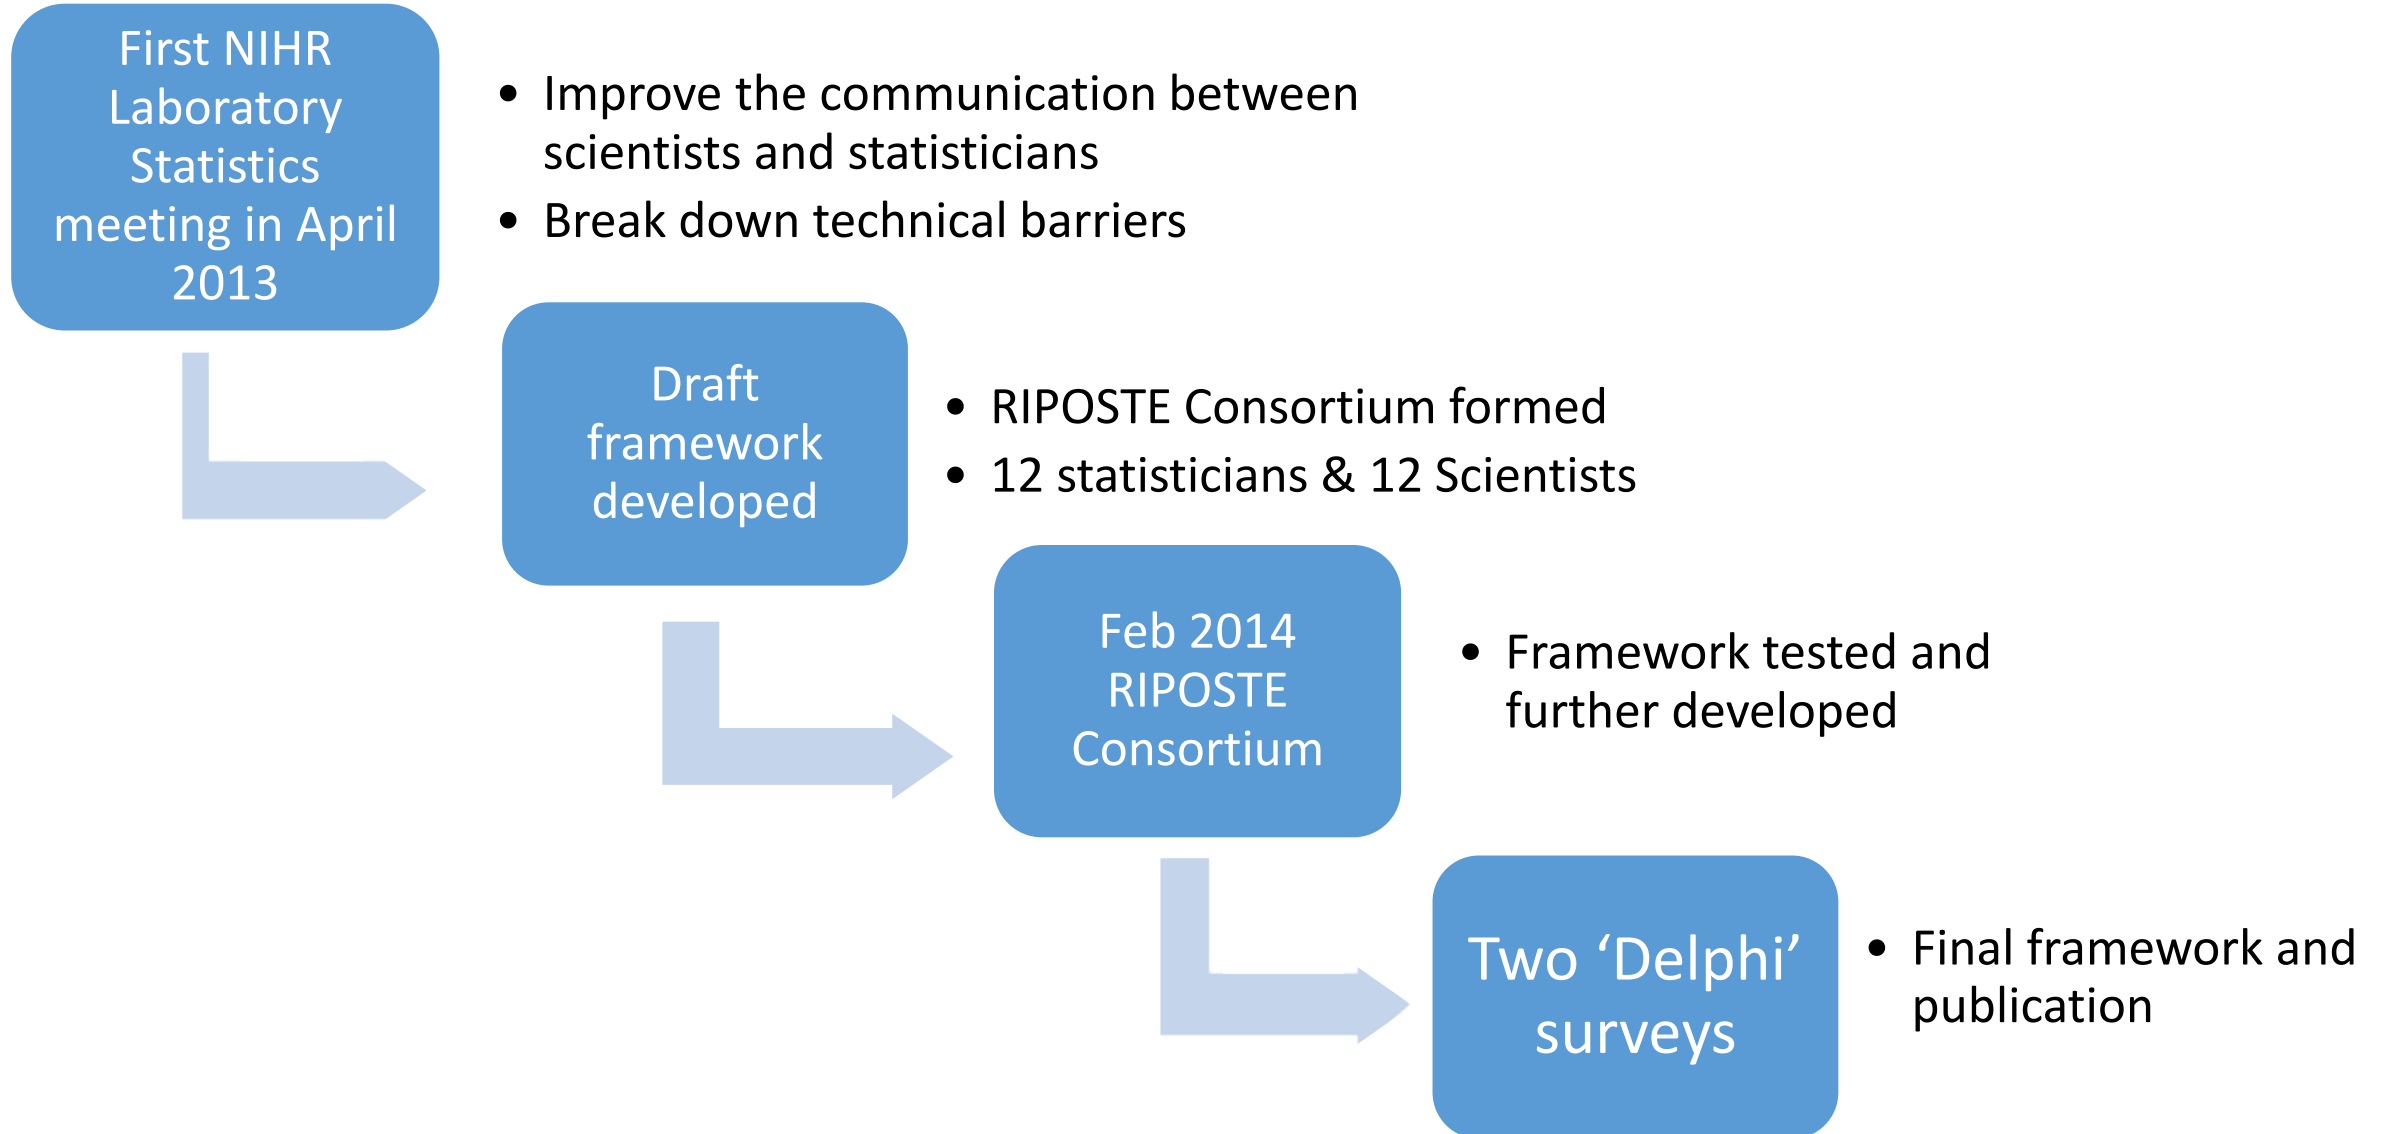 First NIHR
Laboratory
Statistics
meeting in April
2013
• Improve the communication between
scientists and statisticians
• Break down technical barriers
Draft
framework
developed
• RIPOSTE Consortium formed
• 12 statisticians & 12 Scientists
Feb 2014
RIPOSTE
Consortium
• Framework tested and
further developed
Two ‘Delphi’
surveys
• Final framework and
publication